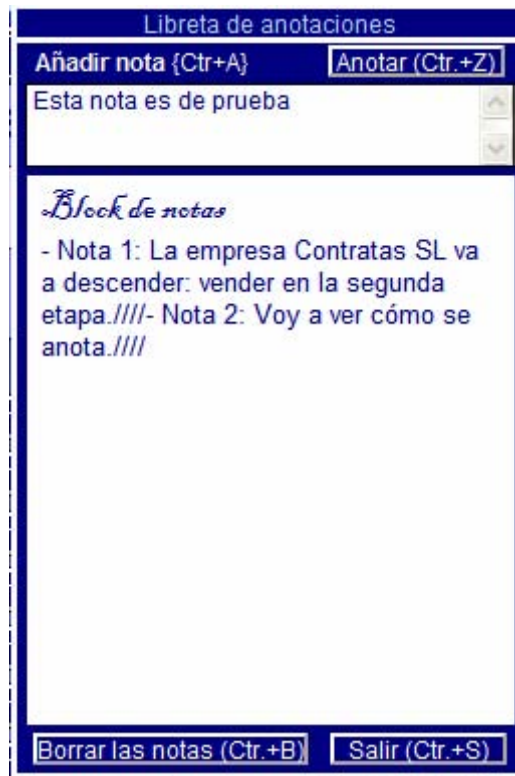 Libreta de anotaciones
Añadir nota {Ctr+A} Anotar (Ctr.+Z)
Esta nota es de prueba
Block de notas
- Nota 1: La empresa Contratas SL va
a descender: vender en la segunda
etapa.////- Nota 2: Voy a ver cómo se
anota.////
Borrar las notas (Ctr.+B) Salir (Ctr.+S)